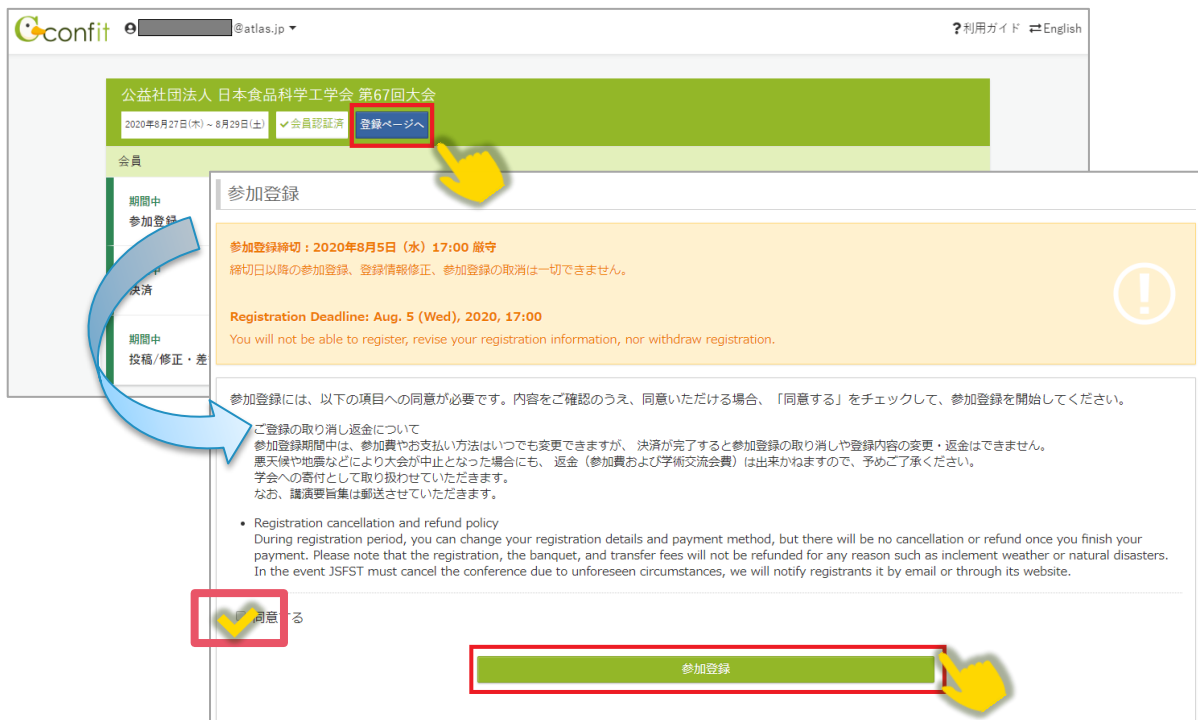 confit
@atlas.jp
?利用ガイド ⇄English
公益社団法人 日本食品科学工学会 第67回大会
2020年8月27日(木) ~ 8月29日(土)
会員認証済
登録ページへ
会員
期間中
参加登録
中
決済
期間中
投稿/修正・差
参加登録
参加登録締切：2020年8月5日（水）17:00 厳守
締切日以降の参加登録、登録情報修正、参加登録の取消は一切できません。
Registration Deadline: Aug. 5 (Wed), 2020, 17:00
You will not be able to register, revise your registration information, nor withdraw registration.
参加登録には、以下の項目への同意が必要です。内容をご確認のうえ、同意いただける場合、「同意する」をチェックして、参加登録を開始してください。
ご登録の取り消し返金について
参加登録期間中は、参加費やお支払い方法はいつでも変更できますが、 決済が完了すると参加登録の取り消しや登録内容の変更・返金はできません。
悪天候や地震などにより大会が中止となった場合にも、 返金（参加費および学術交流会費）は出来かねますので、予めご了承ください。
学会への寄付として取り扱わせていただきます。
なお、講演要旨集は郵送させていただきます。
• Registration cancellation and refund policy
During registration period, you can change your registration details and payment method, but there will be no cancellation or refund once you finish your
payment. Please note that the registration, the banquet, and transfer fees will not be refunded for any reason such as inclement weather or natural disasters.
In the event JSFST must cancel the conference due to unforeseen circumstances, we will notify registrants it by email or through its website.
同意する
参加登録